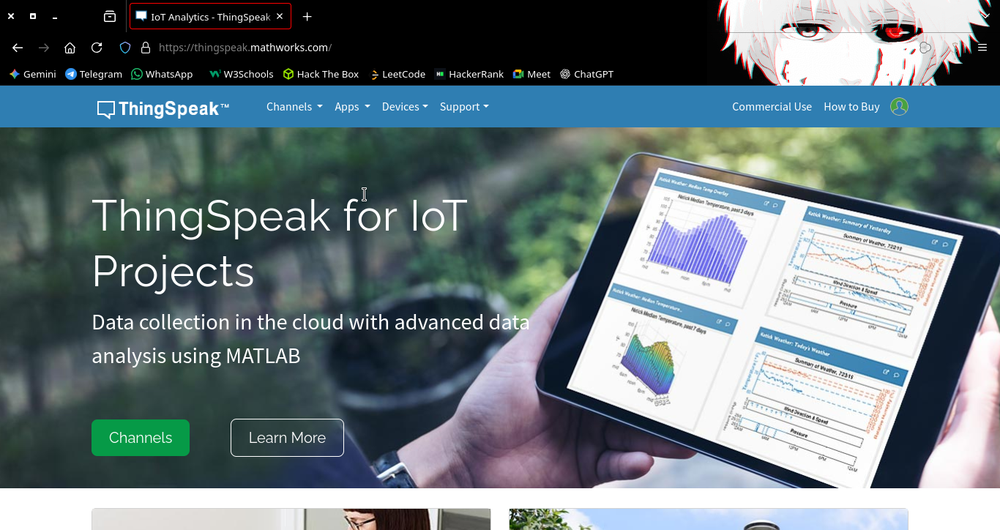 IoT Analytics - ThingSpeak
https://thingspeak.mathworks.com/
Gemini Telegram WhatsApp W3Schools Hack The Box LeetCode HackerRank Meet ChatGPT
ThingSpeak™ Channels Apps Devices Support Commercial Use How to Buy
ThingSpeak for IoT
Projects
Data collection in the cloud with advanced data
analysis using MATLAB
Channels Learn More
Natick Weather: Median Temp Overlay
Natick Median Temperature, past 3 days
Natick Weather: Summary of Yesterday
Summary of Weather, 7/22/19
Wind Direction & Speed
Pressure
Natick Weather: Median Temperature...
Natick Median Temperature, past 7 days
Natick Weather: Today's Weather
Summary of Weather, 7/23/19
Wind Direction & Speed
Pressure